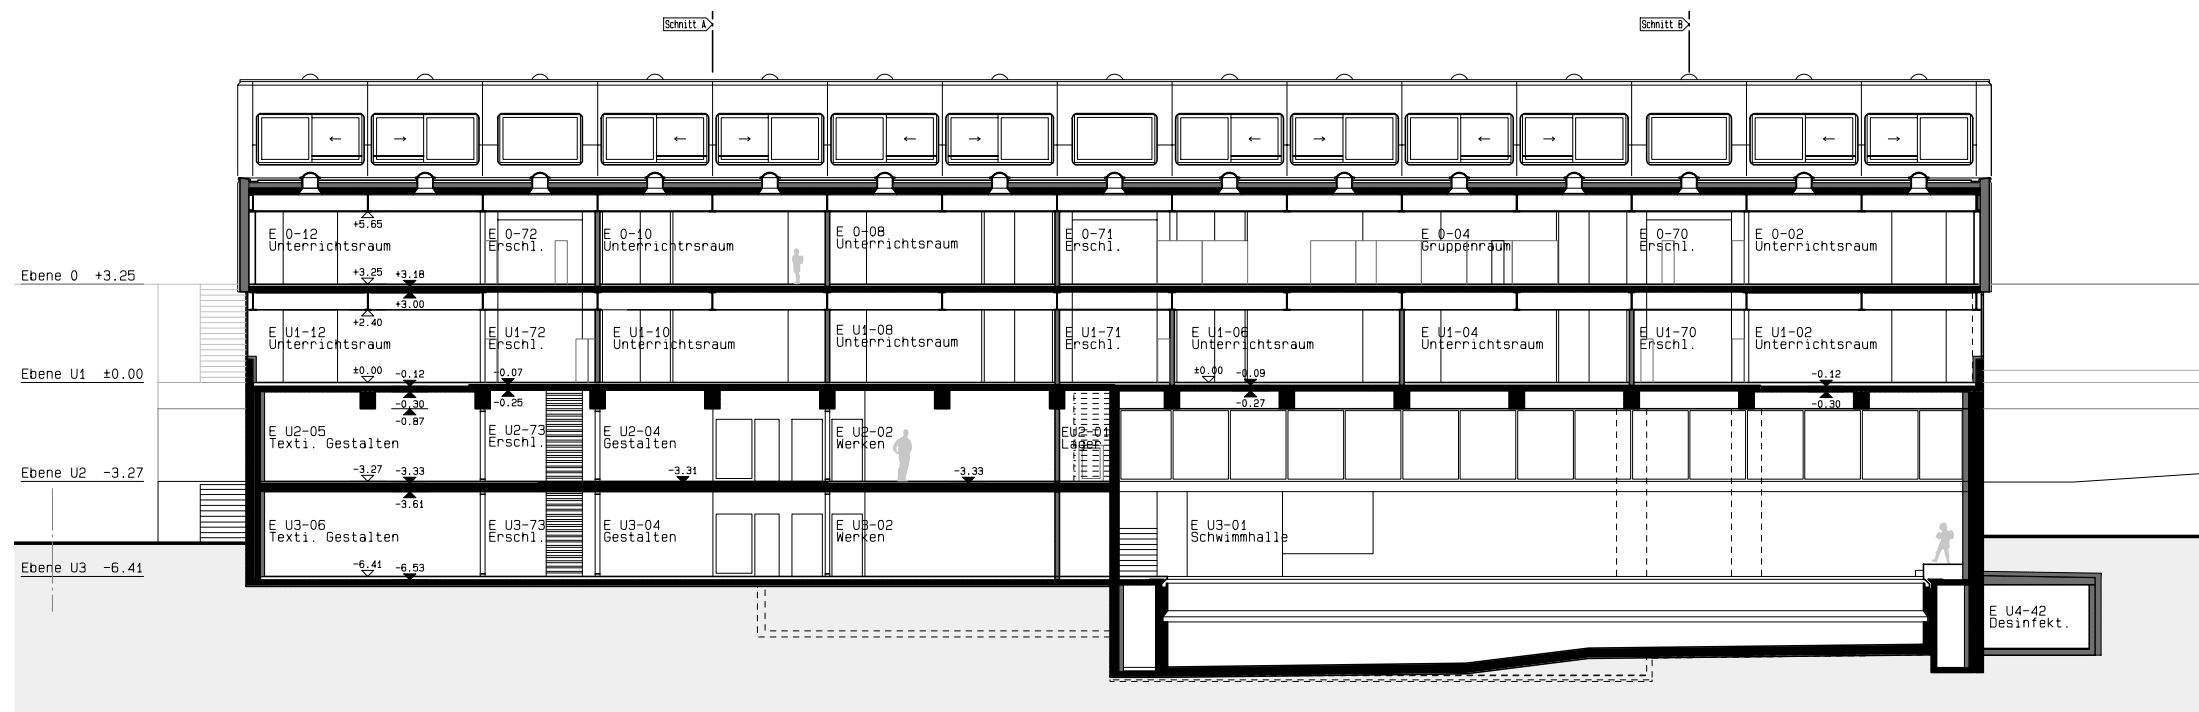 Schnitt A
Schnitt B
+5.65
E 0-12
Unterrichtsraum
E 0-72
Erschl.
E 0-10
Unterrichtrsraum
E 0-08
Unterrichtsraum
E 0-71
Erschl.
E 0-04
Gruppenraum
E 0-70
Erschl.
E 0-02
Unterrichtsraum
Ebene 0 +3.25
+3.25
+3.18
+3.00
+2.40
E U1-12
Unterrichtsraum
E U1-72
Erschl.
E U1-10
Unterrichtsraum
E U1-08
Unterrichtsraum
E U1-71
Erschl.
E U1-06
Unterrichtsraum
E U1-04
Unterrichtsraum
E U1-70
Erschl.
E U1-02
Unterrichtsraum
Ebene U1 ±0.00
±0.00
-0.12
-0.07
±0.00
-0.09
-0.12
-0.30
-0.25
-0.27
-0.30
-0.87
E U2-05
Texti. Gestalten
E U2-73
Erschl.
E U2-04
Gestalten
E U2-02
Werken
EU2-01
Lager
Ebene U2 -3.27
-3.27
-3.33
-3.31
-3.33
-3.61
E U3-06
Texti. Gestalten
E U3-73
Erschl.
E U3-04
Gestalten
E U3-02
Werken
E U3-01
Schwimmhalle
Ebene U3 -6.41
-6.41
-6.53
E U4-42
Desinfekt.